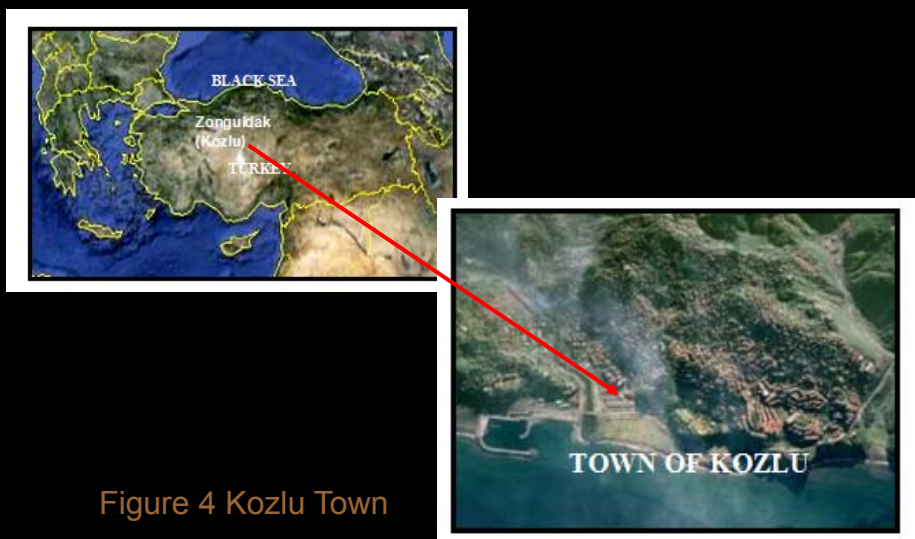 BLACK SEA
Zonguldak
(Kozlu)
TURKEY
TOWN OF KOZLU
Figure 4 Kozlu Town